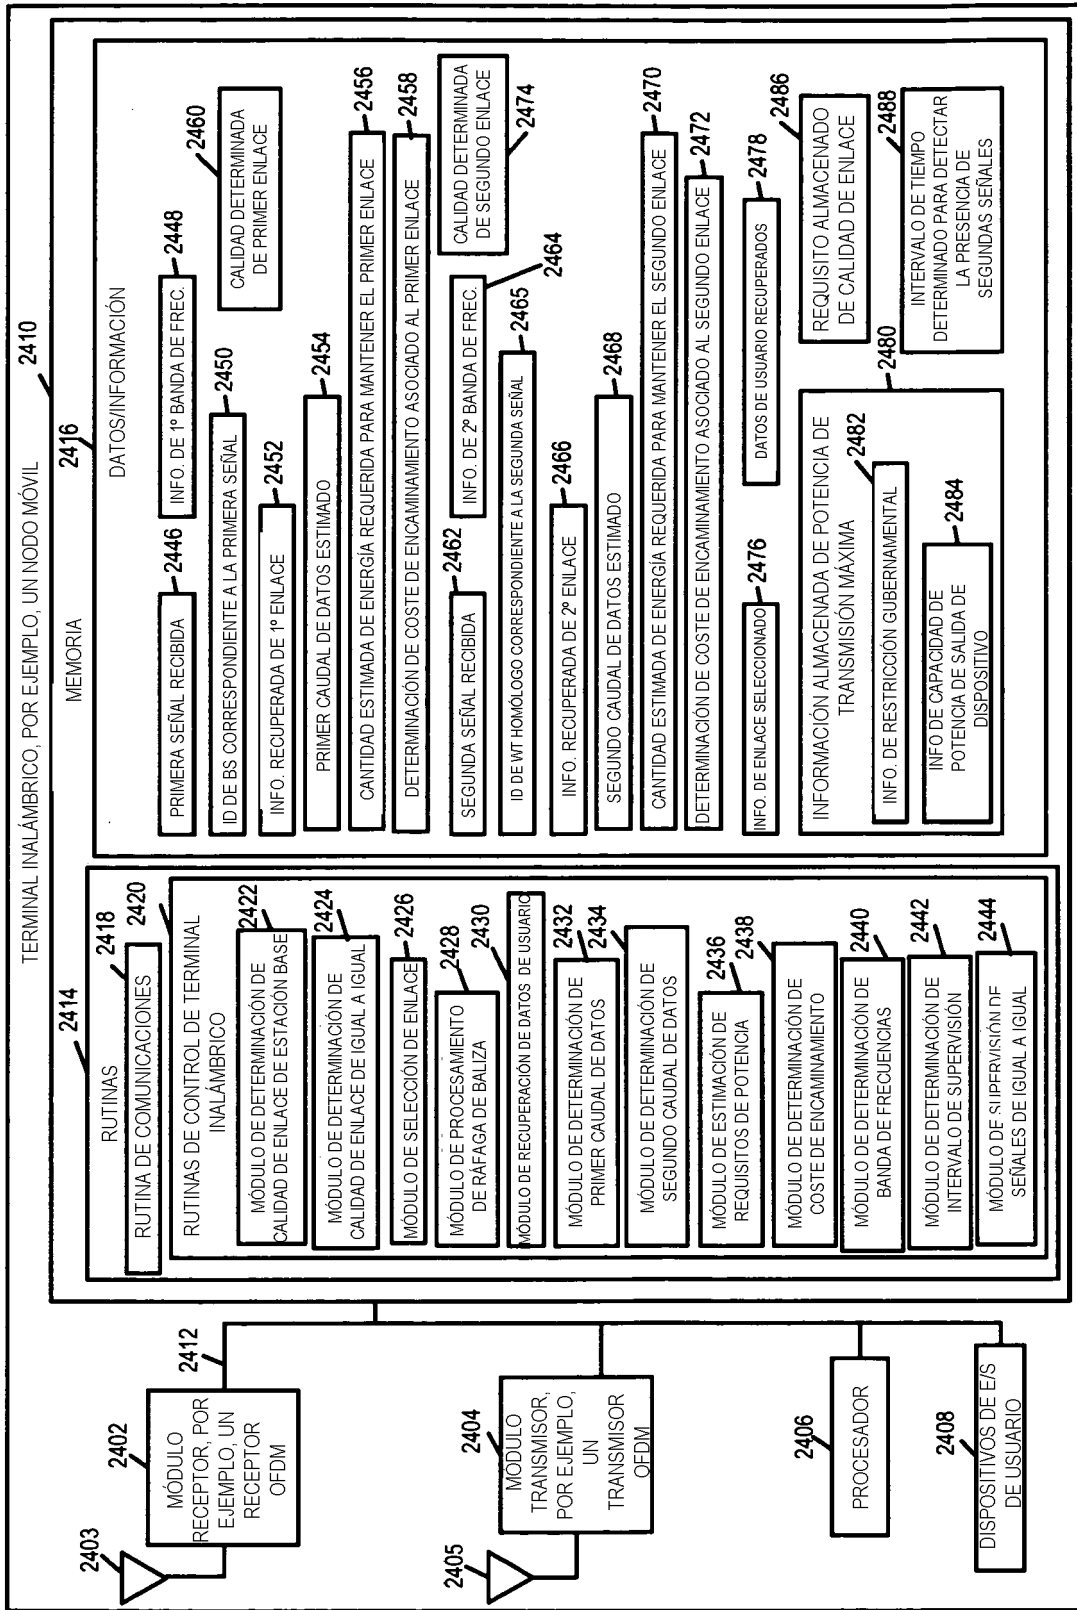 TERMINAL INALÁMBRICO, POR EJEMPLO, UN NODO MÓVIL
2410
2403
2402
MÓDULO
RECEPTOR, POR
EJEMPLO, UN
RECEPTOR
OFDM
2412
2405
2404
MÓDULO
TRANSMISOR,
POR EJEMPLO,
UN
TRANSMISOR
OFDM
2406
PROCESADOR
2408
DISPOSITIVOS DE E/S
DE USUARIO
MEMORIA
2414
RUTINAS
2418
RUTINA DE COMUNICACIONES
2420
RUTINAS DE CONTROL DE TERMINAL
INALÁMBRICO
2422
MÓDULO DE DETERMINACIÓN DE
CALIDAD DE ENLACE DE ESTACIÓN BASE
2424
MÓDULO DE DETERMINACIÓN DE
CALIDAD DE ENLACE DE IGUAL A IGUAL
2426
MÓDULO DE SELECCIÓN DE ENLACE
2428
MÓDULO DE PROCESAMIENTO
DE RÁFAGA DE BALIZA
2430
MÓDULO DE RECUPERACIÓN DE DATOS DE USUARIO
2432
MÓDULO DE DETERMINACIÓN DE
PRIMER CAUDAL DE DATOS
2434
MÓDULO DE DETERMINACIÓN DE
SEGUNDO CAUDAL DE DATOS
2436
MÓDULO DE ESTIMACIÓN DE
REQUISITOS DE POTENCIA
2438
MÓDULO DE DETERMINACIÓN DE
COSTE DE ENCAMINAMIENTO
2440
MÓDULO DE DETERMINACIÓN DE
BANDA DE FRECUENCIAS
2442
MÓDULO DE DETERMINACIÓN DE
INTERVALO DE SUPERVISIÓN
2444
MÓDULO DE SUPERVISIÓN DE
SEÑALES DE IGUAL A IGUAL
2416
DATOS/INFORMACIÓN
2446
PRIMERA SEÑAL RECIBIDA
2448
INFO. DE 1º BANDA DE FREC.
2460
CALIDAD DETERMINADA
DE PRIMER ENLACE
2450
ID DE BS CORRESPONDIENTE A LA PRIMERA SEÑAL
2452
INFO. RECUPERADA DE 1º ENLACE
2454
PRIMER CAUDAL DE DATOS ESTIMADO
2456
CANTIDAD ESTIMADA DE ENERGÍA REQUERIDA PARA MANTENER EL PRIMER ENLACE
2458
DETERMINACIÓN DE COSTE DE ENCAMINAMIENTO ASOCIADO AL PRIMER ENLACE
2462
SEGUNDA SEÑAL RECIBIDA
2464
INFO. DE 2º BANDA DE FREC.
2474
CALIDAD DETERMINADA
DE SEGUNDO ENLACE
2465
ID DE WT HOMÓLOGO CORRESPONDIENTE A LA SEGUNDA SEÑAL
2466
INFO. RECUPERADA DE 2º ENLACE
2468
SEGUNDO CAUDAL DE DATOS ESTIMADO
2470
CANTIDAD ESTIMADA DE ENERGÍA REQUERIDA PARA MANTENER EL SEGUNDO ENLACE
2472
DETERMINACIÓN DE COSTE DE ENCAMINAMIENTO ASOCIADO AL SEGUNDO ENLACE
2476
INFO. DE ENLACE SELECCIONADO
2478
DATOS DE USUARIO RECUPERADOS
2480
INFORMACIÓN ALMACENADA DE POTENCIA DE
TRANSMISIÓN MÁXIMA
2482
INFO. DE RESTRICCIÓN GUBERNAMENTAL
2484
INFO DE CAPACIDAD DE
POTENCIA DE SALIDA DE
DISPOSITIVO
2486
REQUISITO ALMACENADO
DE CALIDAD DE ENLACE
2488
INTERVALO DE TIEMPO
DETERMINADO PARA DETECTAR
LA PRESENCIA DE
SEGUNDAS SEÑALES